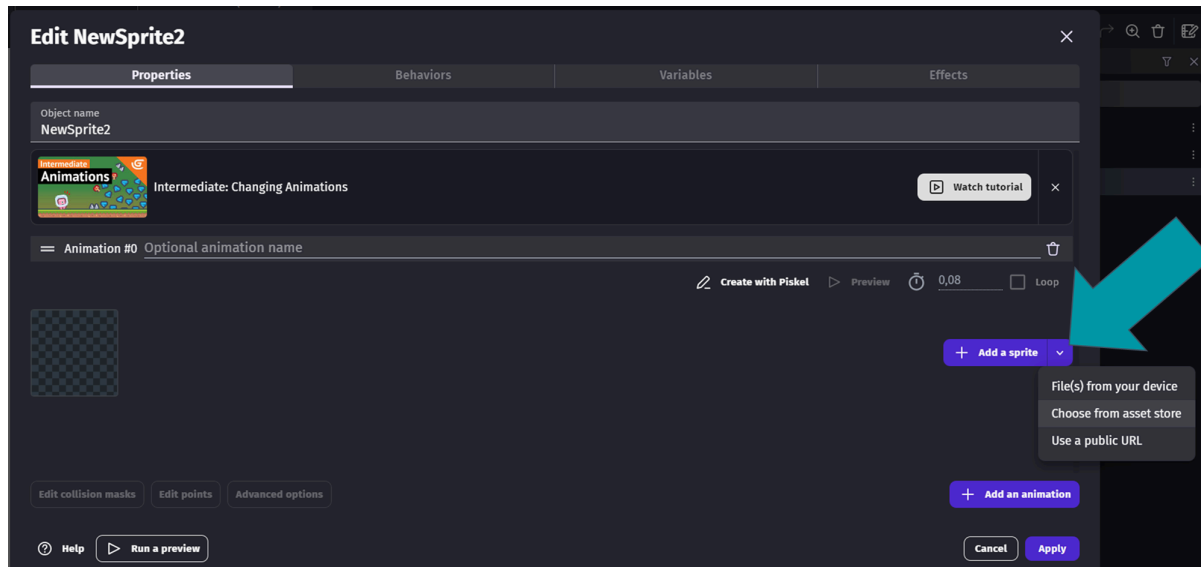 Edit NewSprite2
Properties
Behaviors
Variables
Effects
Object name
NewSprite2
Intermediate
Animations
Intermediate: Changing Animations
Watch tutorial
Animation #0 Optional animation name
Create with Piskel
Preview
0,08
Loop
Add a sprite
File(s) from your device
Choose from asset store
Use a public URL
Edit collision masks
Edit points
Advanced options
Add an animation
Help
Run a preview
Cancel
Apply